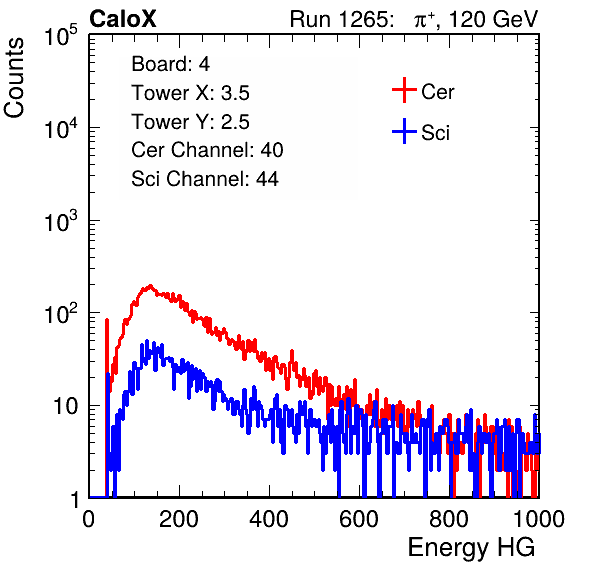 CaloX Run 1265: π⁺, 120 GeV
Board: 4
Tower X: 3.5
Tower Y: 2.5
Cer Channel: 40
Sci Channel: 44
Cer
Sci
Counts
10⁵
10⁴
10³
10²
10
1
0 200 400 600 800 1000
Energy HG